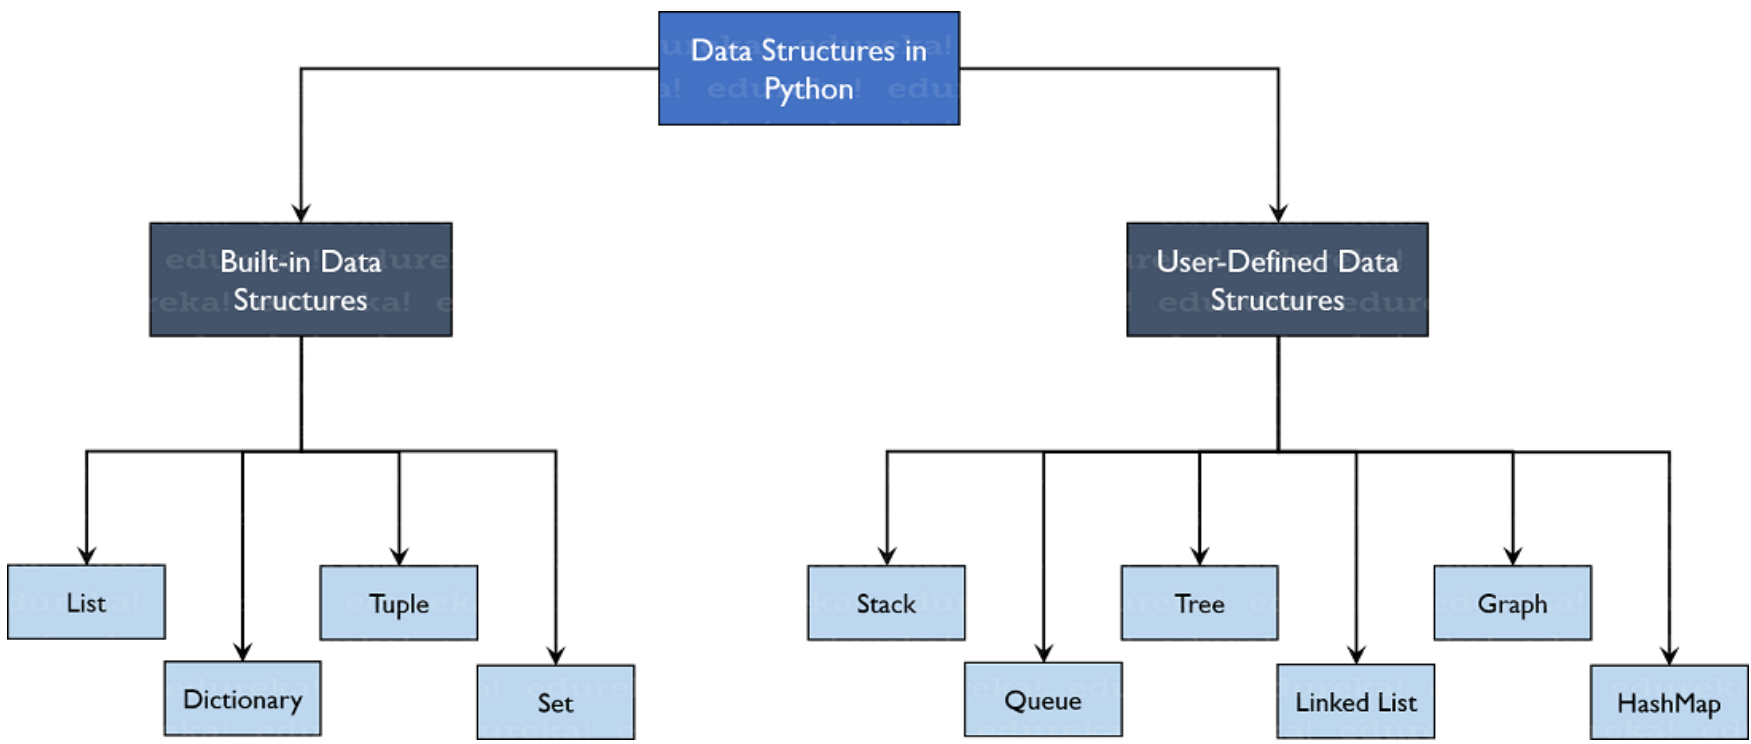 Data Structures in
Python
Built-in Data
Structures
User-Defined Data
Structures
List
Tuple
Stack
Tree
Graph
Dictionary
Set
Queue
Linked List
HashMap
edureka!